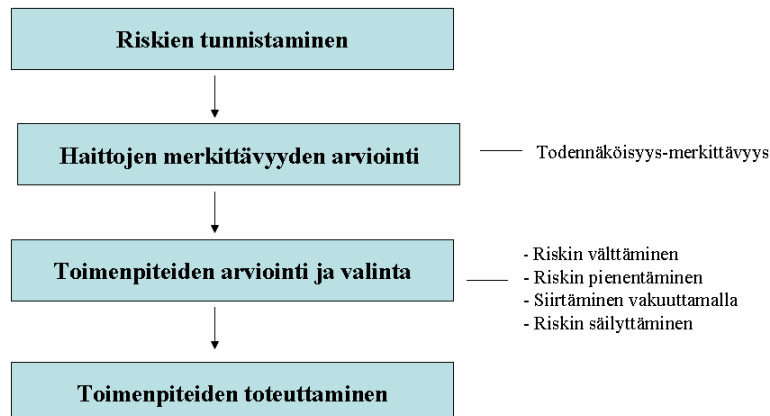 Riskien tunnistaminen
Haittojen merkittävyyden arviointi
Todennäköisyys-merkittävyys
Toimenpiteiden arviointi ja valinta
- Riskin välttäminen
- Riskin pienentäminen
- Siirtäminen vakuuttamalla
- Riskin säilyttäminen
Toimenpiteiden toteuttaminen